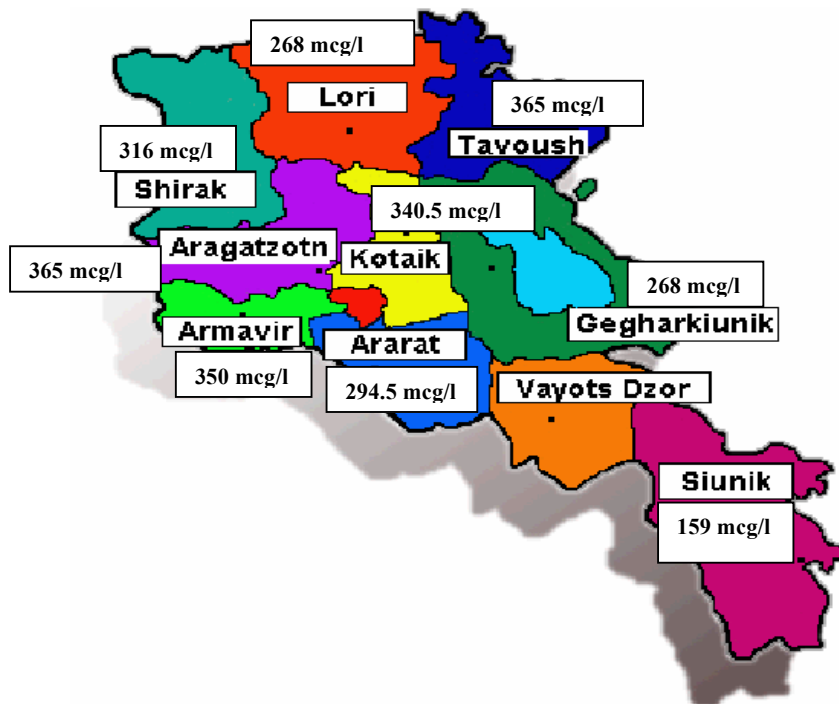 268 mcg/l
Lori
365 mcg/l
Tavoush
316 mcg/l
Shirak
340.5 mcg/l
Aragatzotn
Kotaik
365 mcg/l
268 mcg/l
Gegharkiunik
Armavir
Ararat
350 mcg/l
294.5 mcg/l
Vayots Dzor
Siunik
159 mcg/l